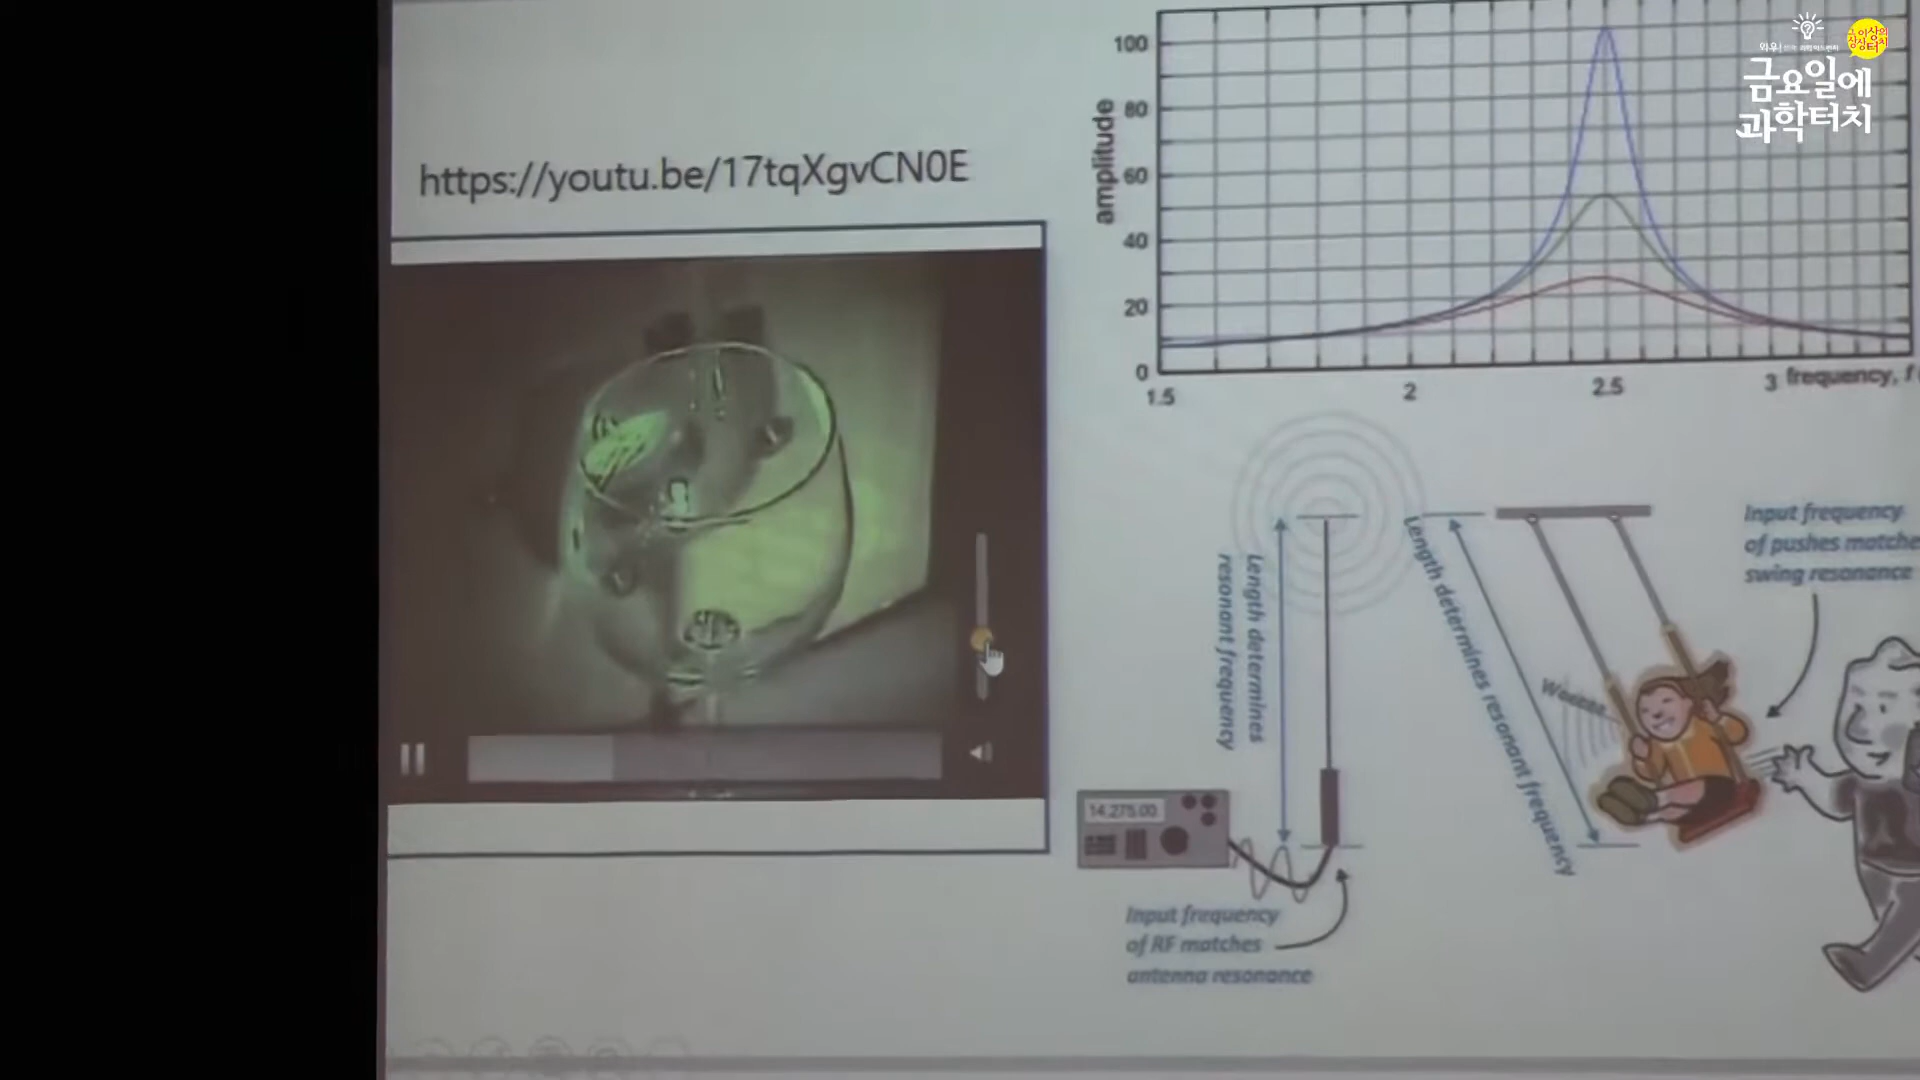 https://youtu.be/17tqXgvCN0E
amplitude
100
80
60
40
20
0
1.5
2
2.5
3
frequency, f
금요일에
과학터치
Length determines
resonant frequency
Length determines resonant frequency
Input frequency
of pushes matche
swing resonance
14.275.00
Input frequency
of RF matches
antenna resonance